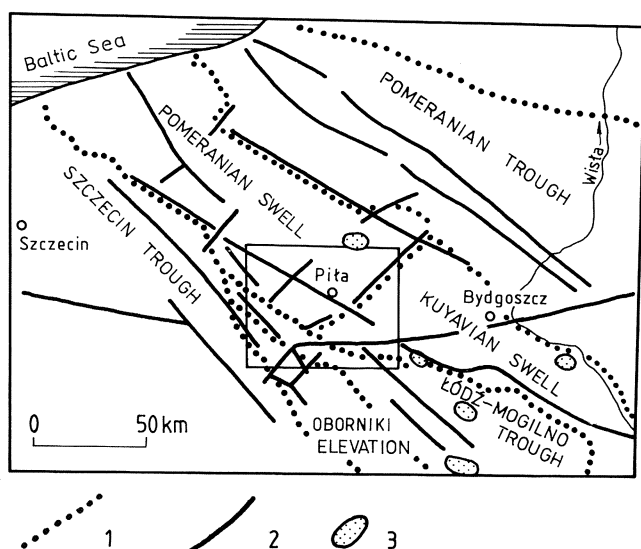 Baltic Sea
POMERANIAN TROUGH
Wisła
POMERANIAN SWELL
SZCZECIN TROUGH
Szczecin
Piła
Bydgoszcz
KUYAVIAN SWELL
ŁÓDŹ-MOGILNO
TROUGH
OBORNIKI
ELEVATION
0 50 km
1 2 3